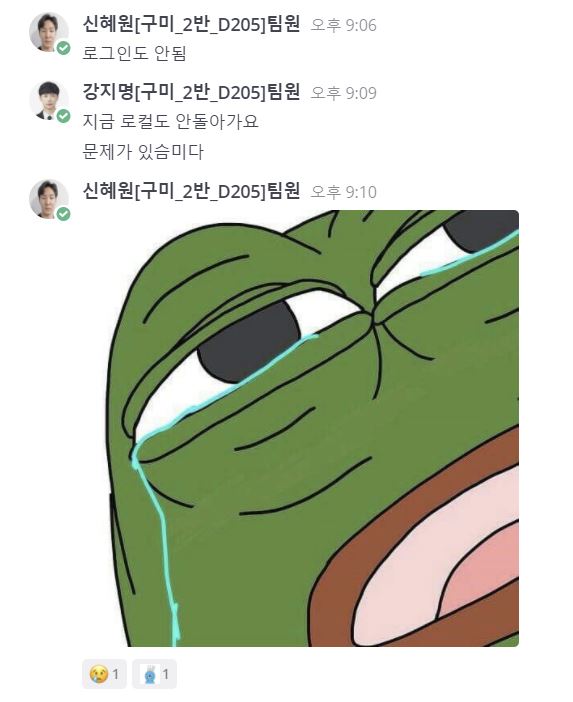 신혜원[구미_2반_D205]팀원 오후 9:06
로그인도 안됨
강지명[구미_2반_D205]팀원 오후 9:09
지금 로컬도 안돌아가요
문제가 있슴미다
신혜원[구미_2반_D205]팀원 오후 9:10
1 1